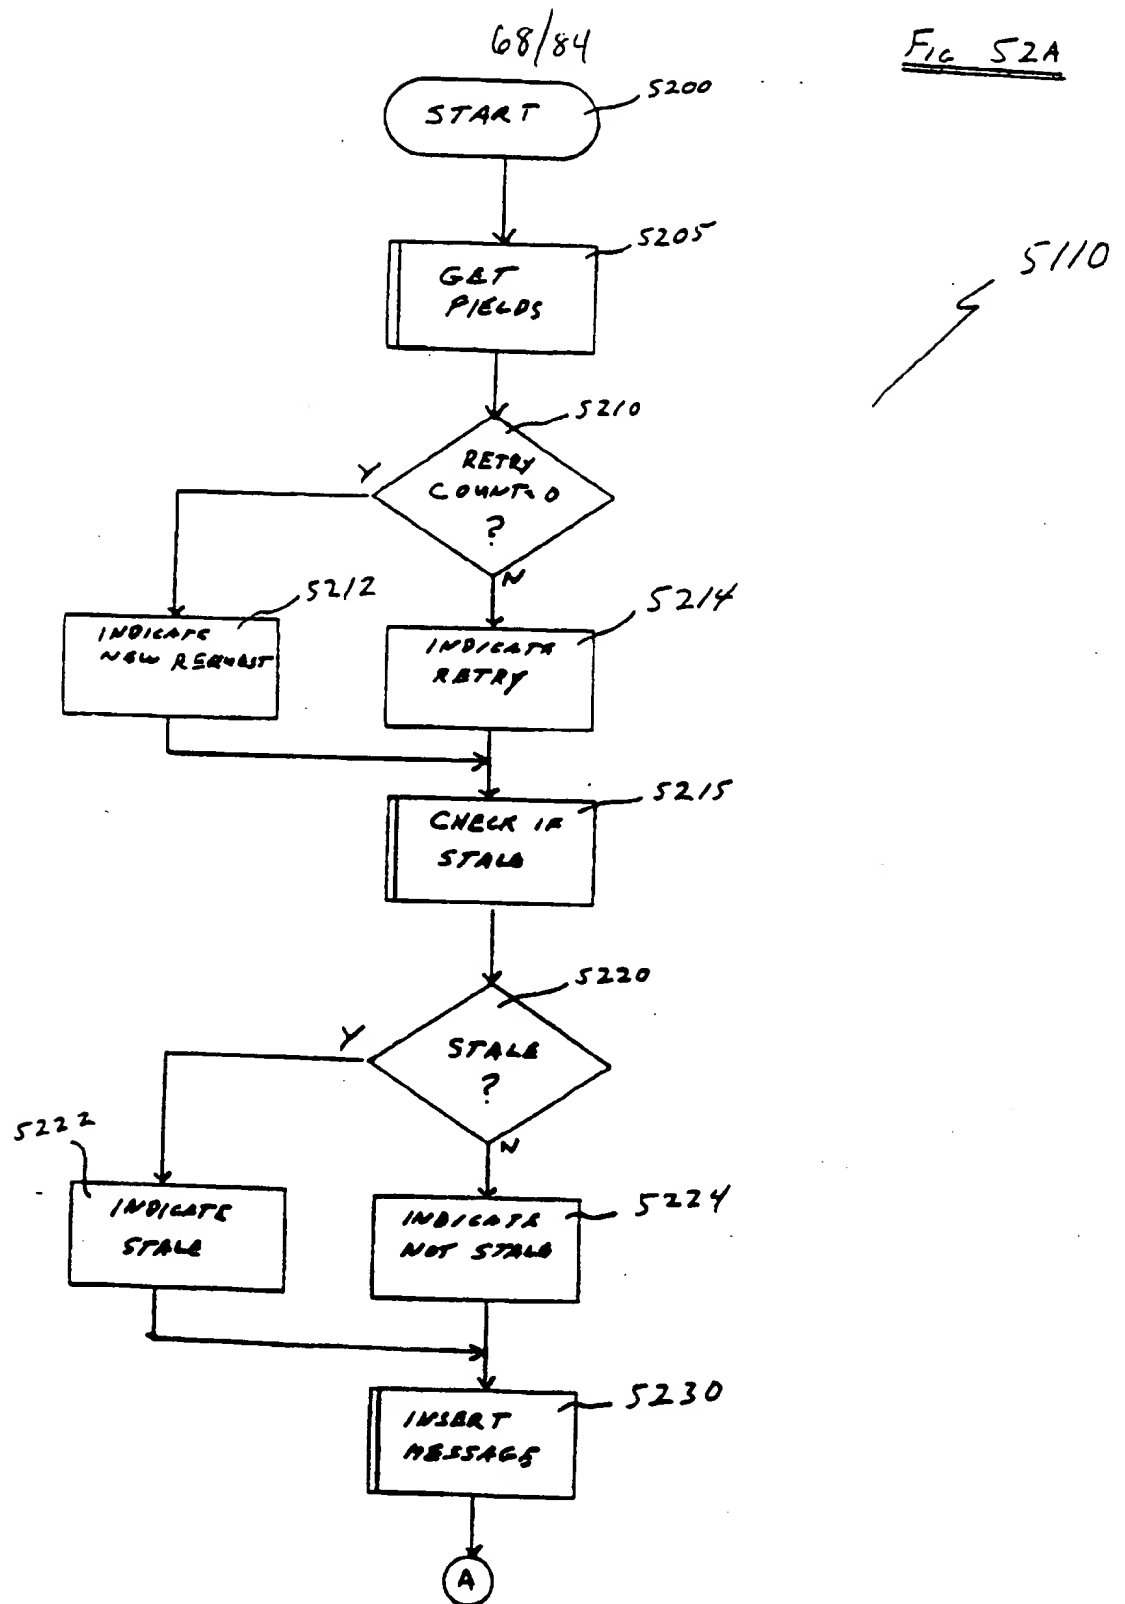 68/84
FIG 52A
START
5200
GET
FIELDS
5205
5110
RETRY
COUNT=0
?
5210
Y
N
INDICATE
NEW REQUEST
5212
INDICATE
RETRY
5214
CHECK IF
STALE
5215
STALE
?
5220
Y
N
INDICATE
STALE
5222
INDICATE
NOT STALE
5224
INSERT
MESSAGE
5230
A